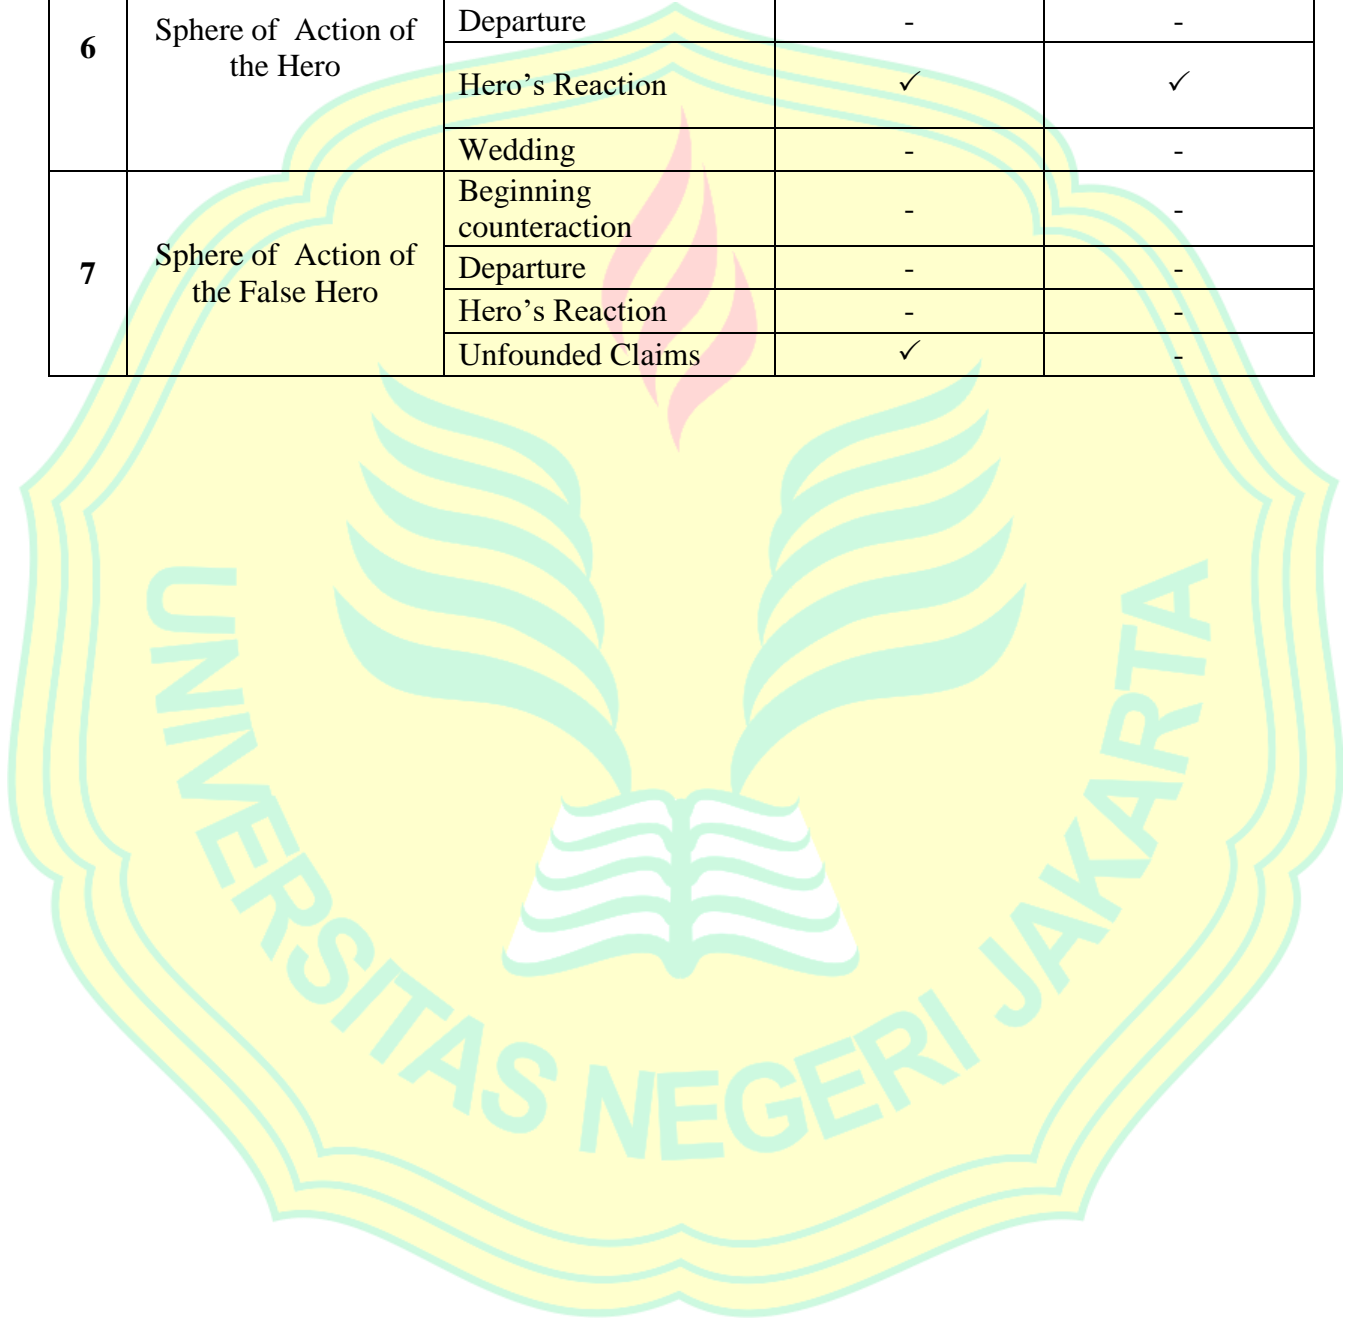 6 Sphere of Action of the Hero Departure - -
Hero's Reaction ✓ ✓
Wedding - -
7 Sphere of Action of the False Hero Beginning counteraction - -
Departure - -
Hero's Reaction - -
Unfounded Claims ✓ -
UNIVERSITAS NEGERI JAKARTA